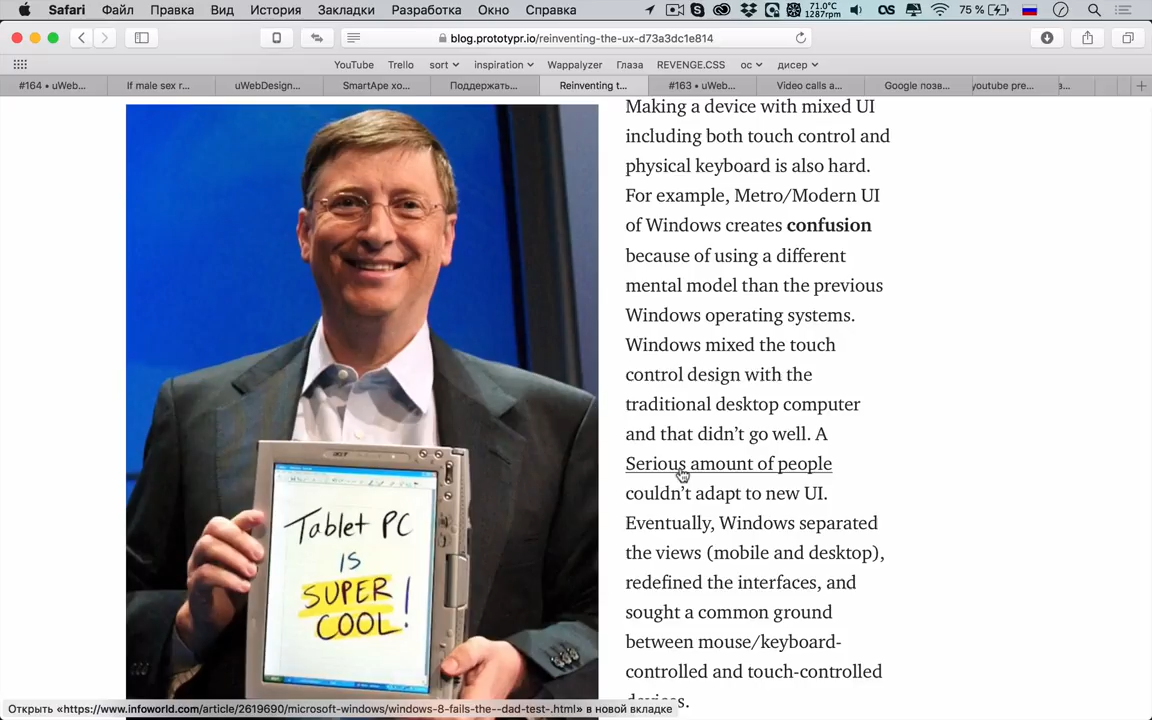 Safari Файл Правка Вид История Закладки Разработка Окно Справка
71.0°C
1287rpm
OS
75 %
blog.prototypr.io/reinventing-the-ux-d73a3dc1e814
YouTube Trello sort inspiration Wappalyzer Глаза REVENGE.CSS ос дисер
#164 – uWeb...
If male sex r...
uWebDesign...
SmartApe хо...
Поддержать...
Reinventing t...
#163 – uWeb...
Video calls a...
Google позв...
youtube pre...
Making a device with mixed UI
including both touch control and
physical keyboard is also hard.
For example, Metro/Modern UI
of Windows creates confusion
because of using a different
mental model than the previous
Windows operating systems.
Windows mixed the touch
control design with the
traditional desktop computer
and that didn't go well. A
Serious amount of people
couldn't adapt to new UI.
Eventually, Windows separated
the views (mobile and desktop),
redefined the interfaces, and
sought a common ground
between mouse/keyboard-
controlled and touch-controlled
devices.
acer
Tablet PC
IS
SUPER
COOL!
Открыть «https://www.infoworld.com/article/2619690/microsoft-windows/windows-8-fails-the--dad-test-.html» в новой вкладке